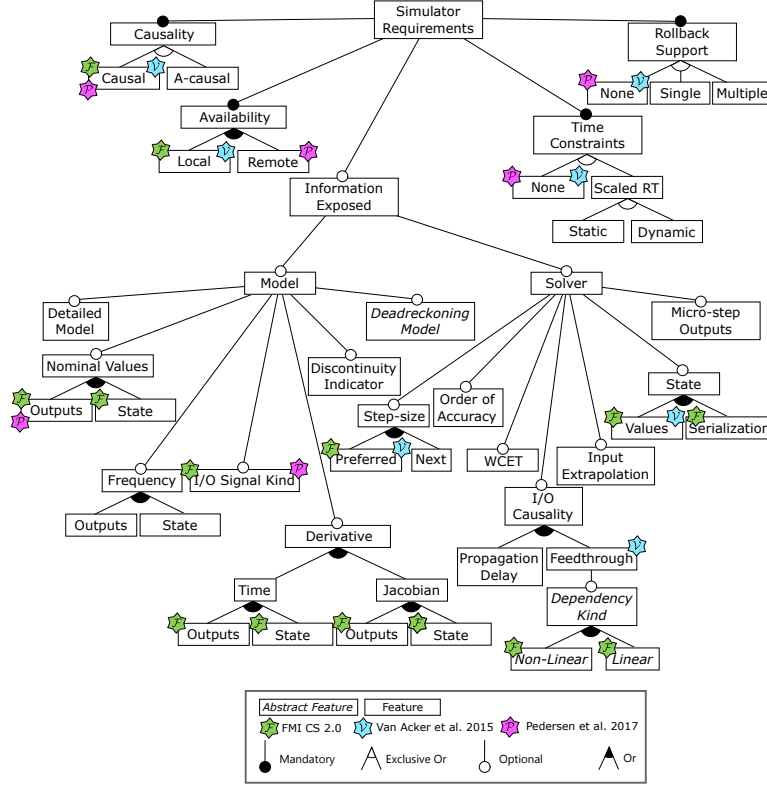 Simulator
Requirements
Causality
Rollback
Support
F
V
Causal
A-causal
P
P
V
None
Single
Multiple
Availability
Time
Constraints
F
V
P
Local
Remote
P
V
None
Scaled RT
Information
Exposed
Static
Dynamic
Model
Solver
Detailed
Model
Deadreckoning
Model
Micro-step
Outputs
Nominal Values
Discontinuity
Indicator
State
F
F
Outputs
State
P
Step-size
Order of
Accuracy
F
V
F
Values
Serialization
F
V
Preferred
Next
WCET
Input
Extrapolation
Frequency
F
P
I/O Signal Kind
I/O
Causality
Outputs
State
Derivative
Propagation
Delay
Feedthrough
V
Time
Jacobian
Dependency
Kind
F
F
F
F
Outputs
State
Outputs
State
F
F
Non-Linear
Linear
Abstract Feature
Feature
F
FMI CS 2.0
V
Van Acker et al. 2015
P
Pedersen et al. 2017
Mandatory
Exclusive Or
Optional
Or